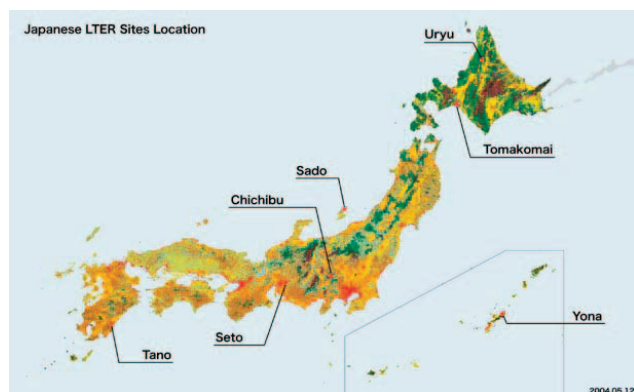 Japanese LTER Sites Location
Uryu
Tomakomai
Sado
Chichibu
Yona
Seto
Tano
2004.05.12